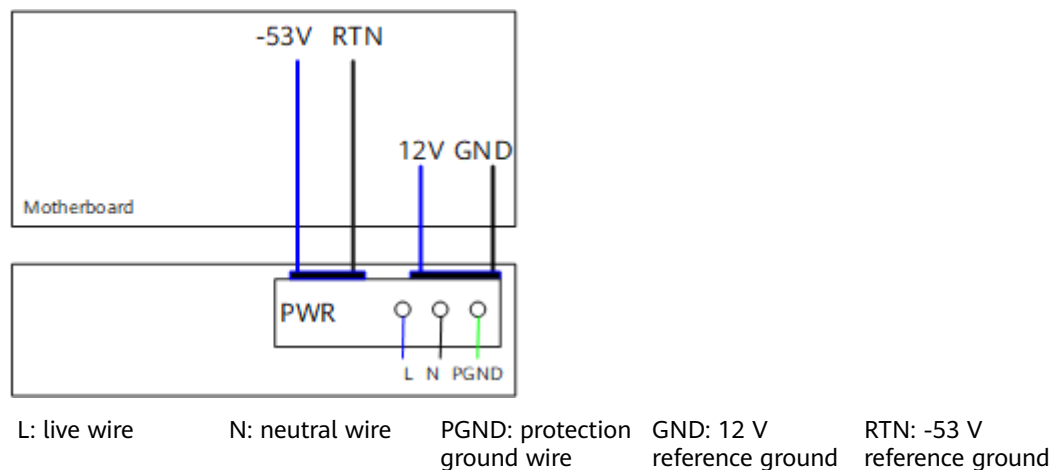 -53V RTN
12V GND
Motherboard
PWR
L N PGND
L: live wire N: neutral wire PGND: protection ground wire GND: 12 V reference ground RTN: -53 V reference ground